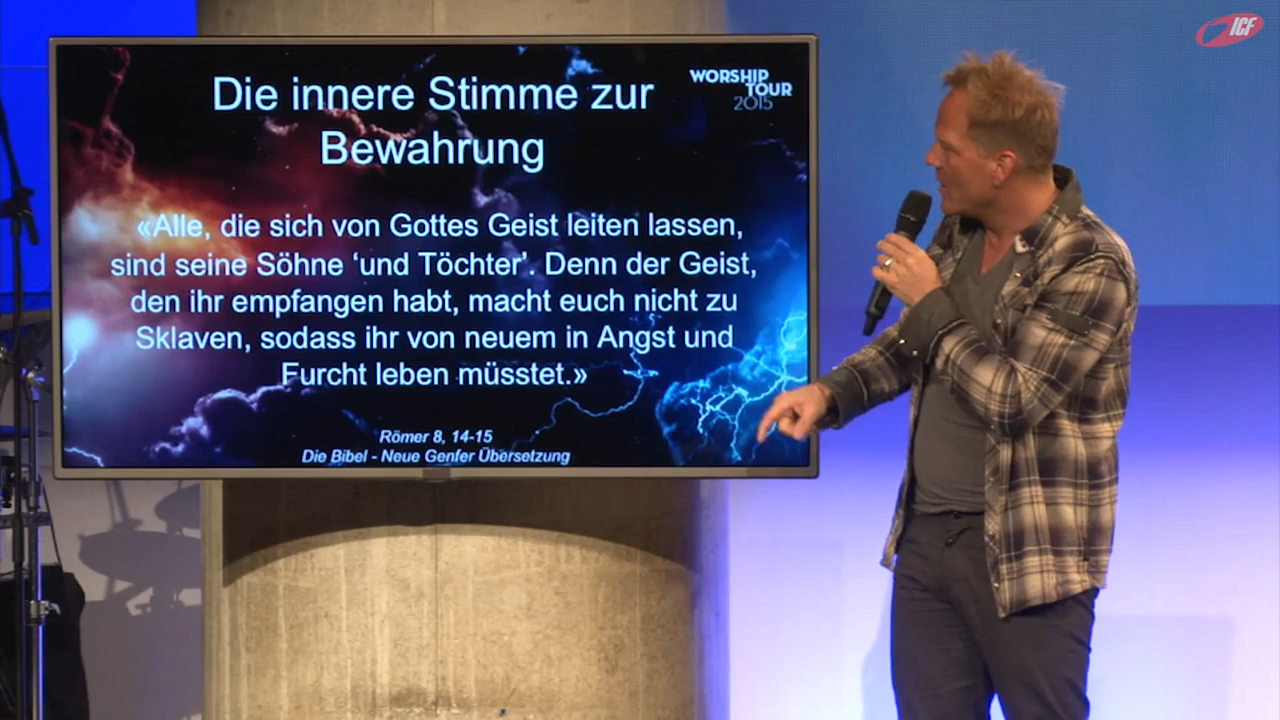 ICF
WORSHIP
TOUR
2015
Die innere Stimme zur
Bewahrung
«Alle, die sich von Gottes Geist leiten lassen,
sind seine Söhne ‘und Töchter’. Denn der Geist,
den ihr empfangen habt, macht euch nicht zu
Sklaven, sodass ihr von neuem in Angst und
Furcht leben müsstet.»
Römer 8, 14-15
Die Bibel - Neue Genfer Übersetzung